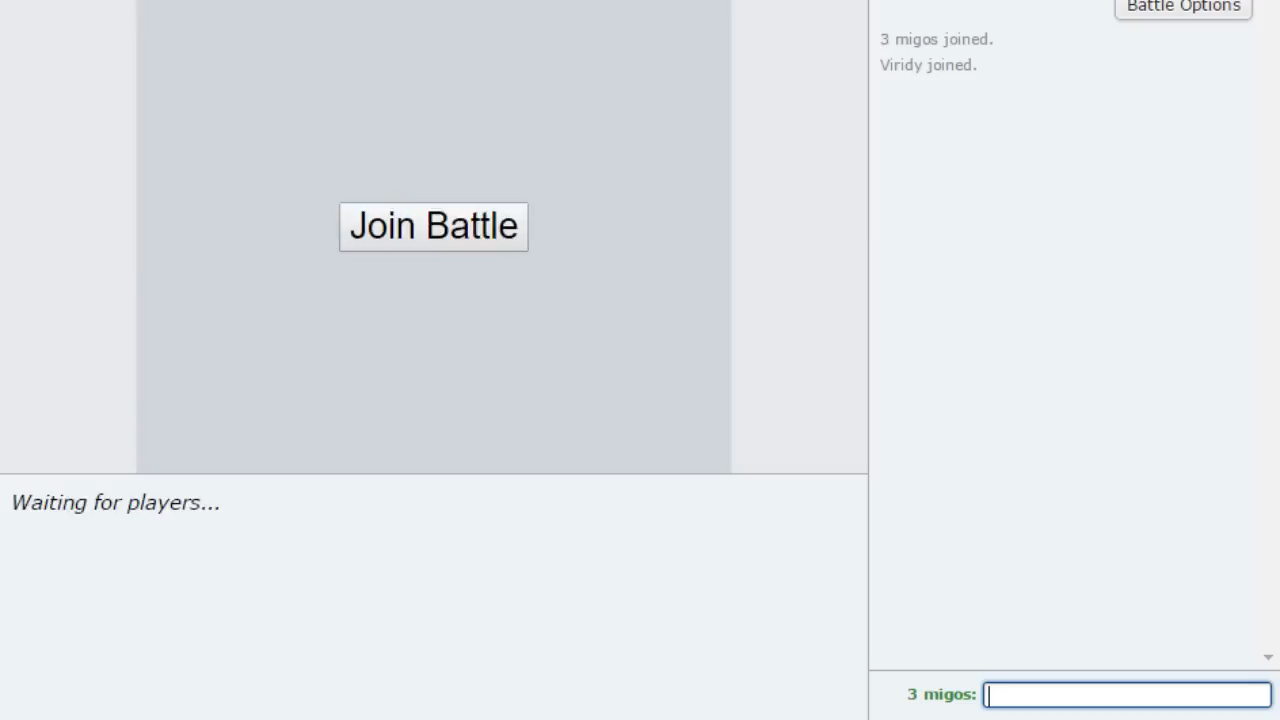 Battle Options
3 migos joined.
Viridy joined.
Join Battle
Waiting for players...
3 migos: